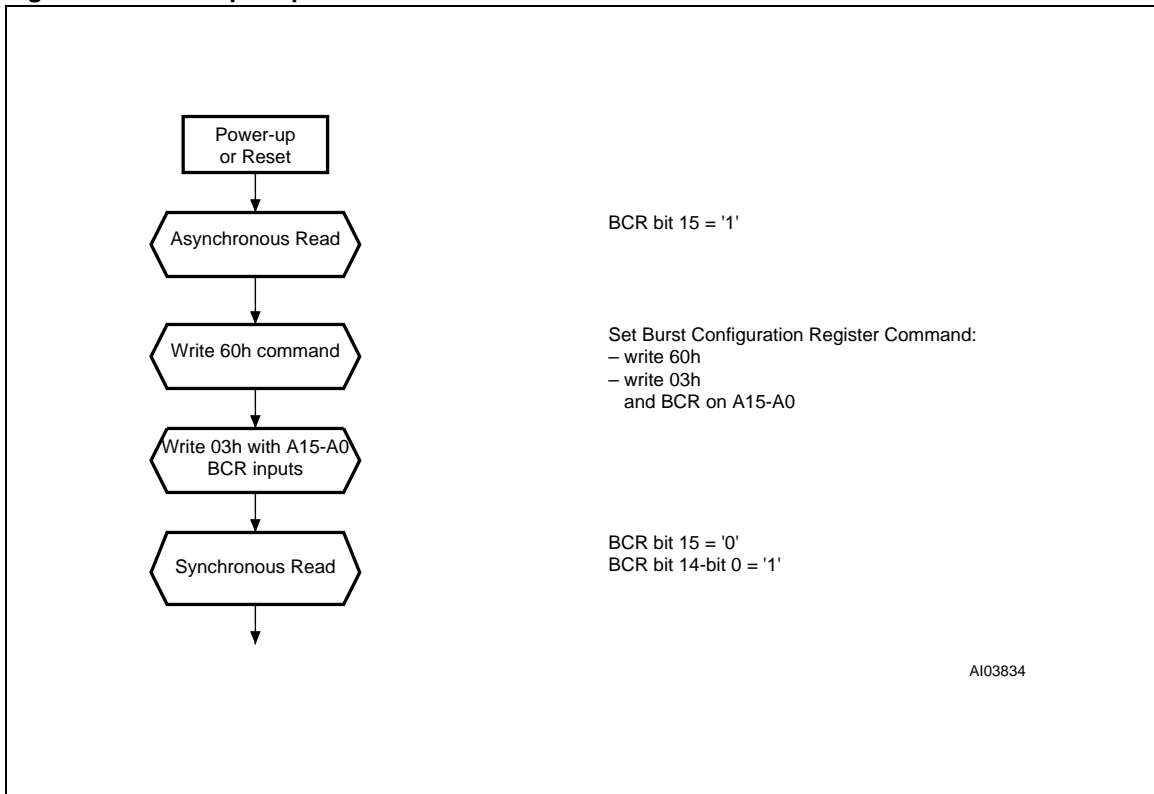 Power-up
or Reset
Asynchronous Read
BCR bit 15 = '1'
Write 60h command
Set Burst Configuration Register Command:
– write 60h
– write 03h
and BCR on A15-A0
Write 03h with A15-A0
BCR inputs
Synchronous Read
BCR bit 15 = '0'
BCR bit 14-bit 0 = '1'
AI03834